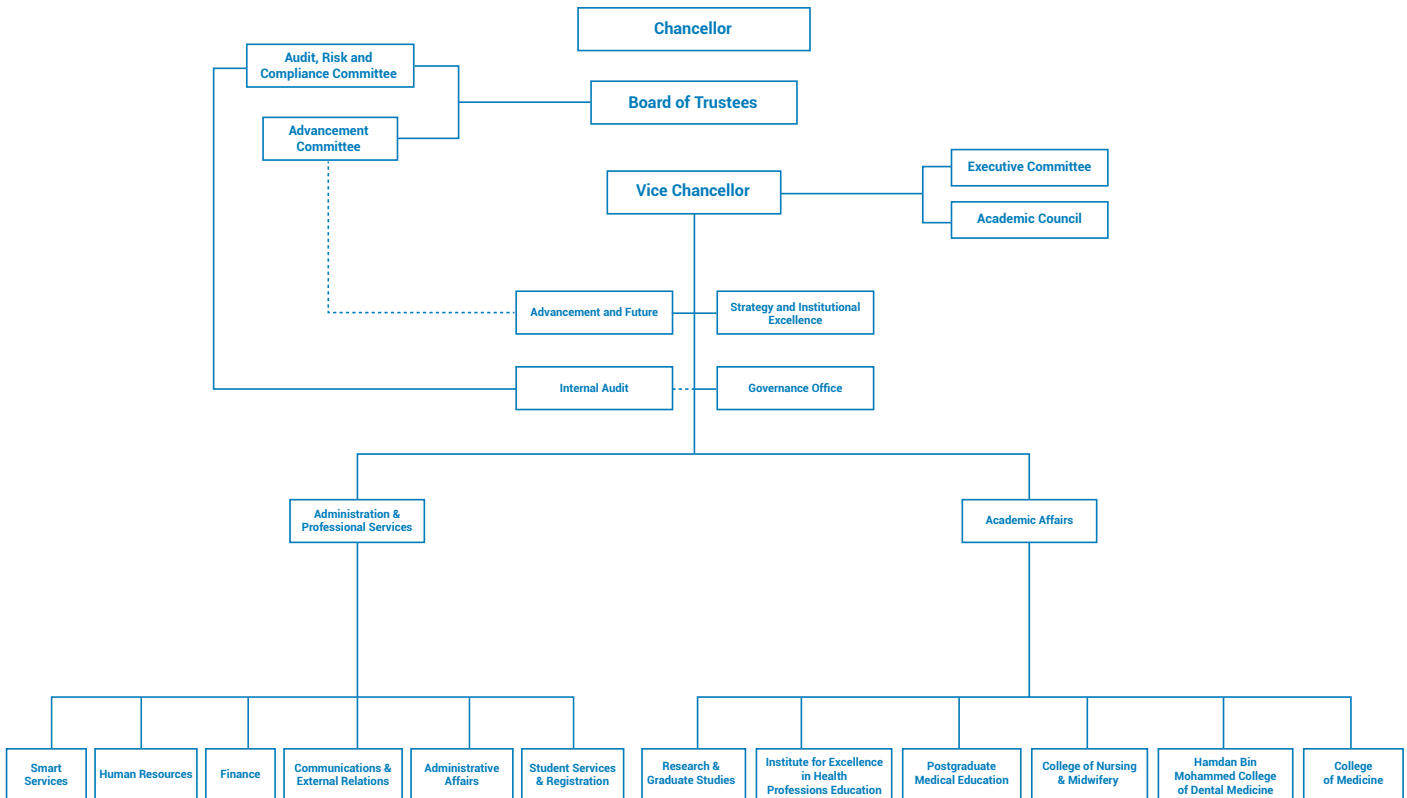 Chancellor
Audit, Risk and
Compliance Committee
Board of Trustees
Advancement
Committee
Vice Chancellor
Executive Committee
Academic Council
Advancement and Future
Strategy and Institutional
Excellence
Internal Audit
Governance Office
Administration &
Professional Services
Academic Affairs
Smart
Services
Human Resources
Finance
Communications &
External Relations
Administrative
Affairs
Student Services
& Registration
Research &
Graduate Studies
Institute for Excellence
in Health
Professions Education
Postgraduate
Medical Education
College of Nursing
& Midwifery
Hamdan Bin
Mohammed College
of Dental Medicine
College
of Medicine